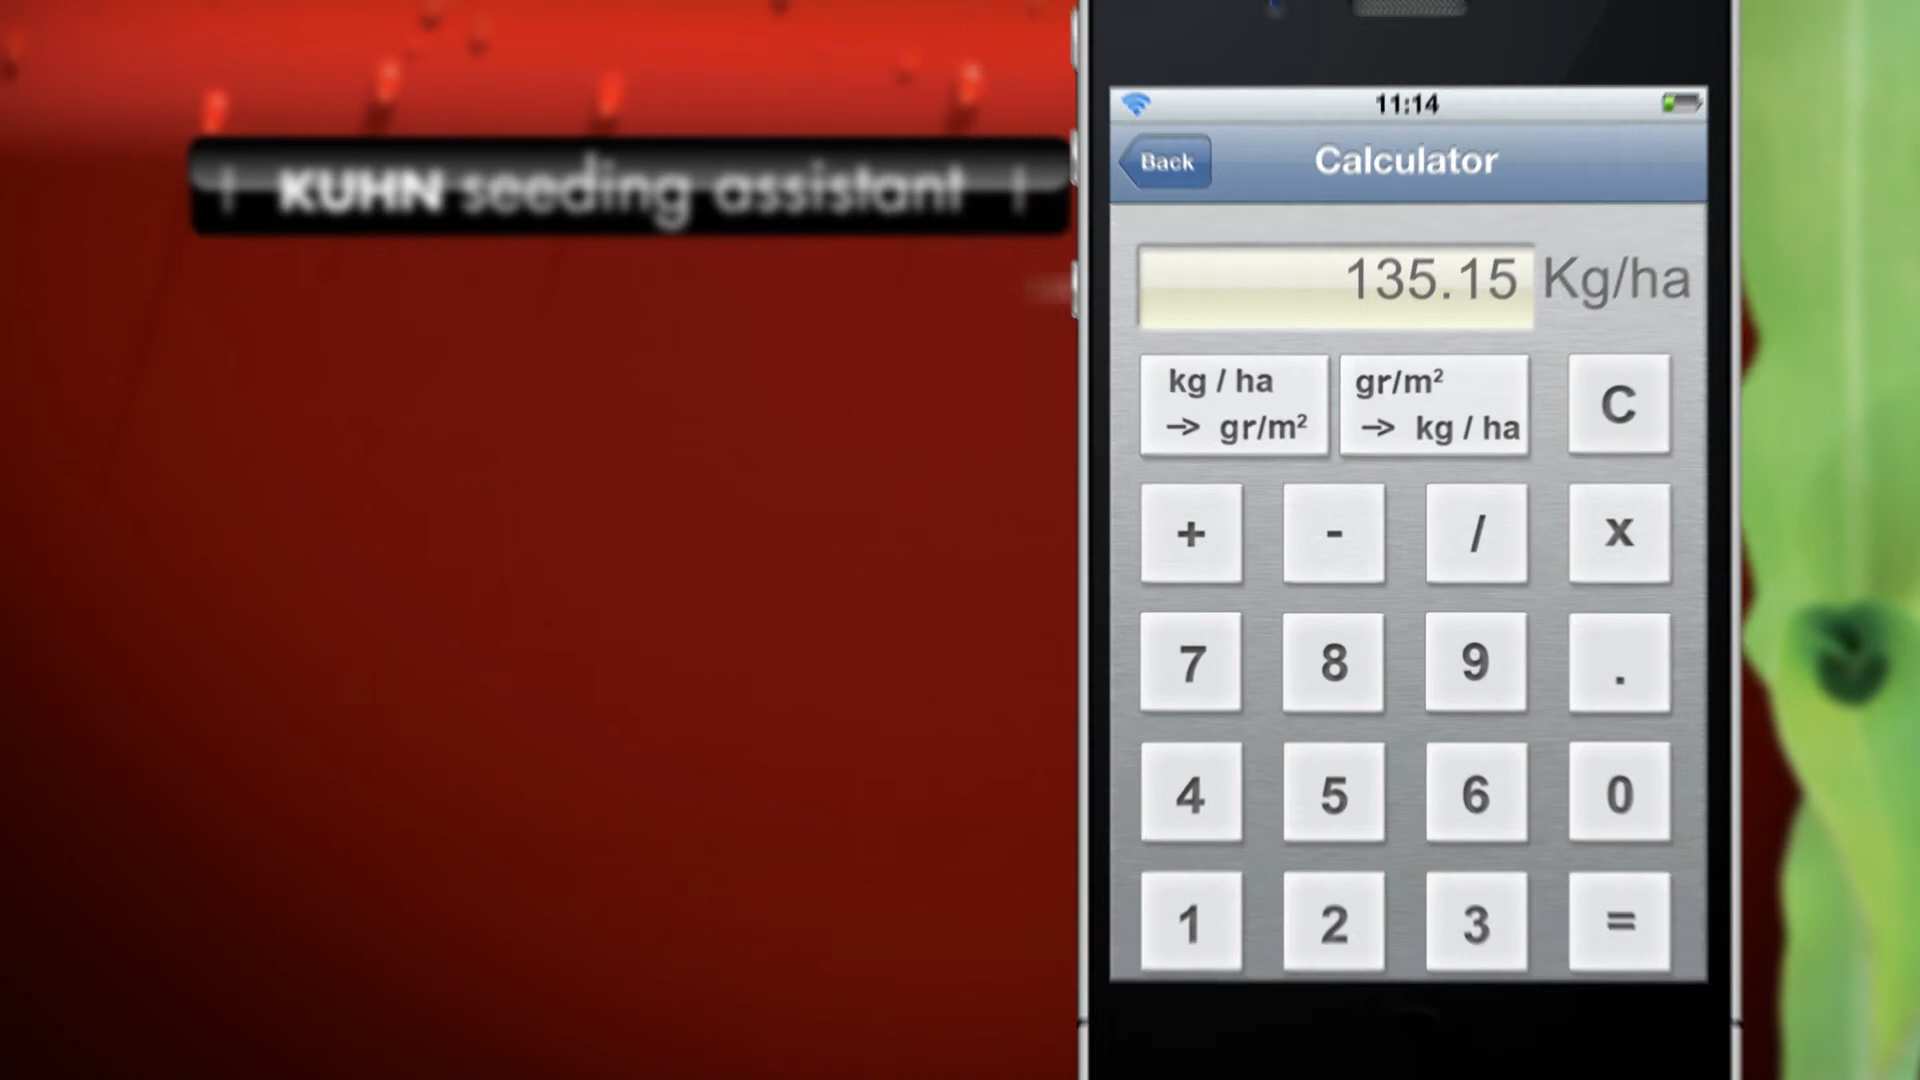 KUHN seeding assistant
11:14
Back
Calculator
135.15 Kg/ha
kg / ha
-> gr/m²
gr/m²
-> kg / ha
C
+ - / x
7 8 9 .
4 5 6 0
1 2 3 =